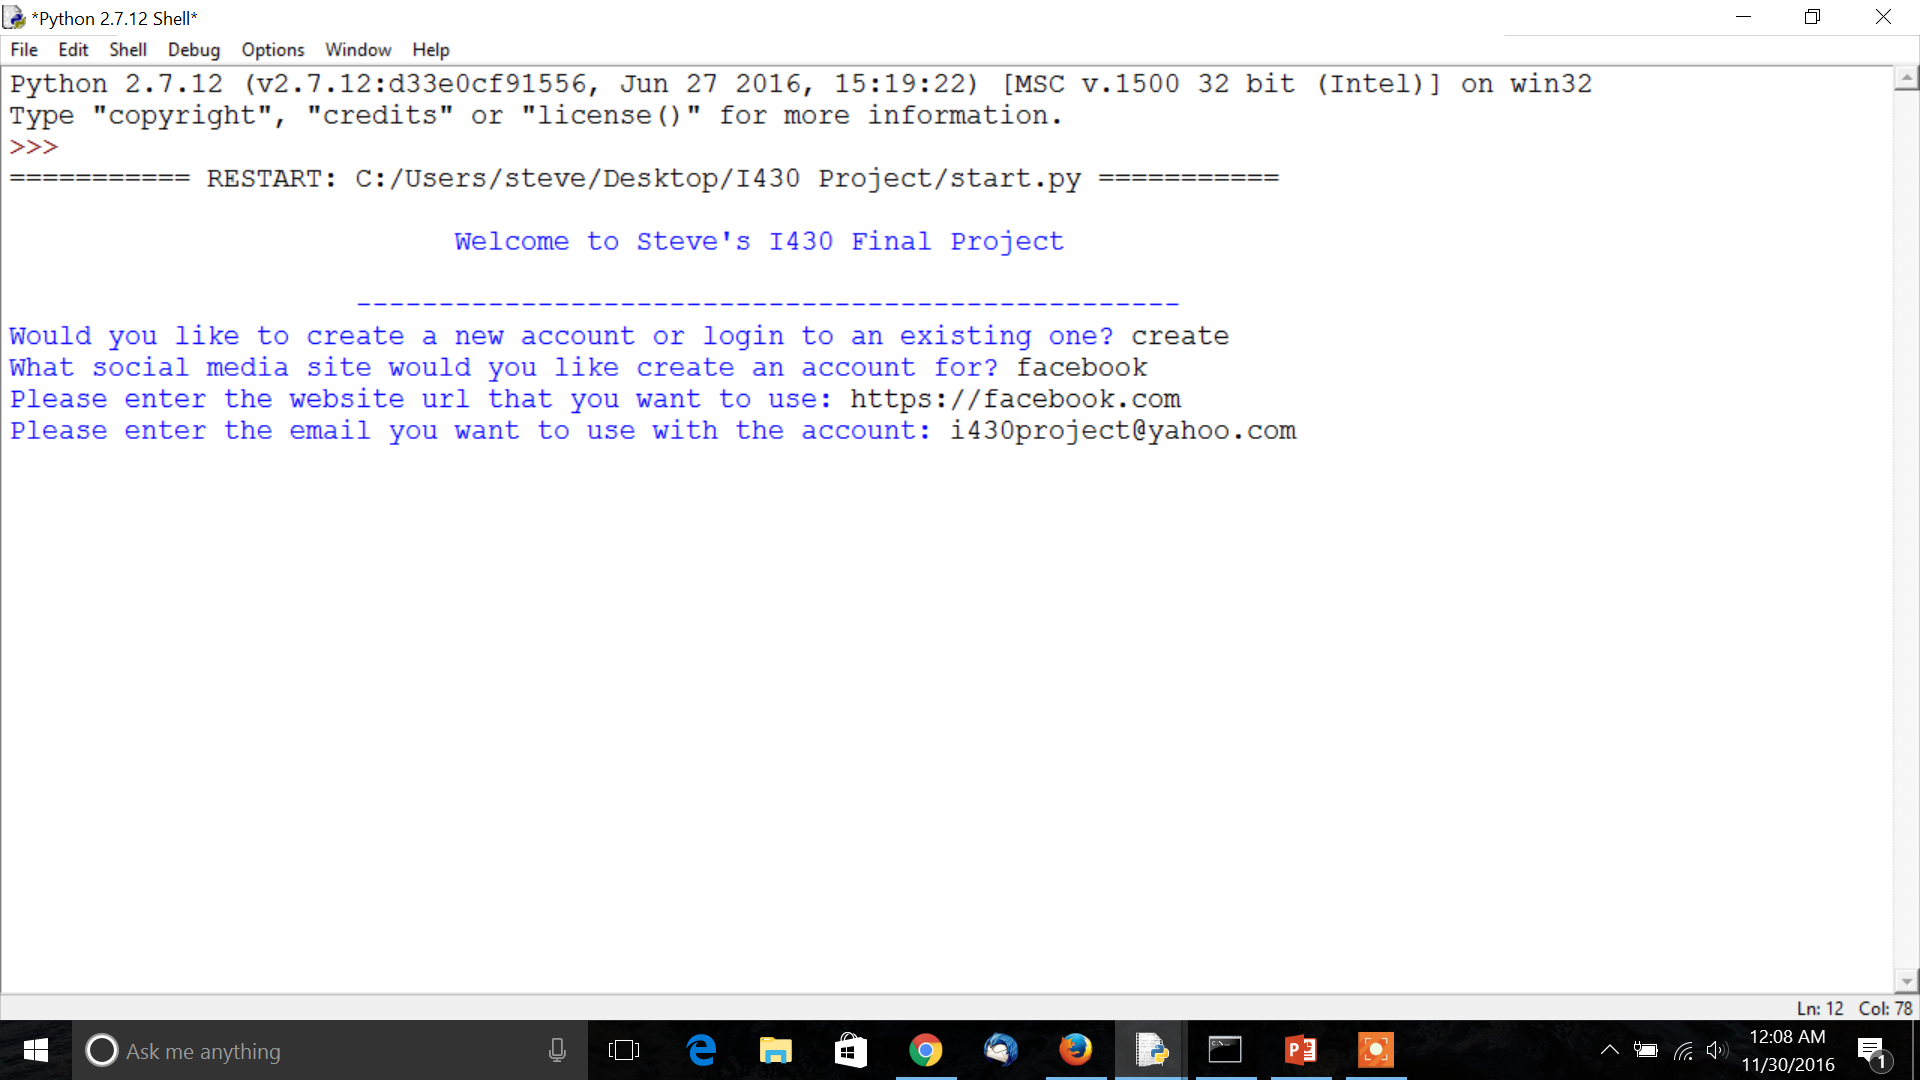 *Python 2.7.12 Shell*
File Edit Shell Debug Options Window Help
Python 2.7.12 (v2.7.12:d33e0cf91556, Jun 27 2016, 15:19:22) [MSC v.1500 32 bit (Intel)] on win32
Type "copyright", "credits" or "license()" for more information.
>>>
=========== RESTART: C:/Users/steve/Desktop/I430 Project/start.py ===========
Welcome to Steve's I430 Final Project
--------------------------------------------------
Would you like to create a new account or login to an existing one? create
What social media site would you like create an account for? facebook
Please enter the website url that you want to use: https://facebook.com
Please enter the email you want to use with the account: i430project@yahoo.com
Ln: 12 Col: 78
Ask me anything
12:08 AM
11/30/2016
1